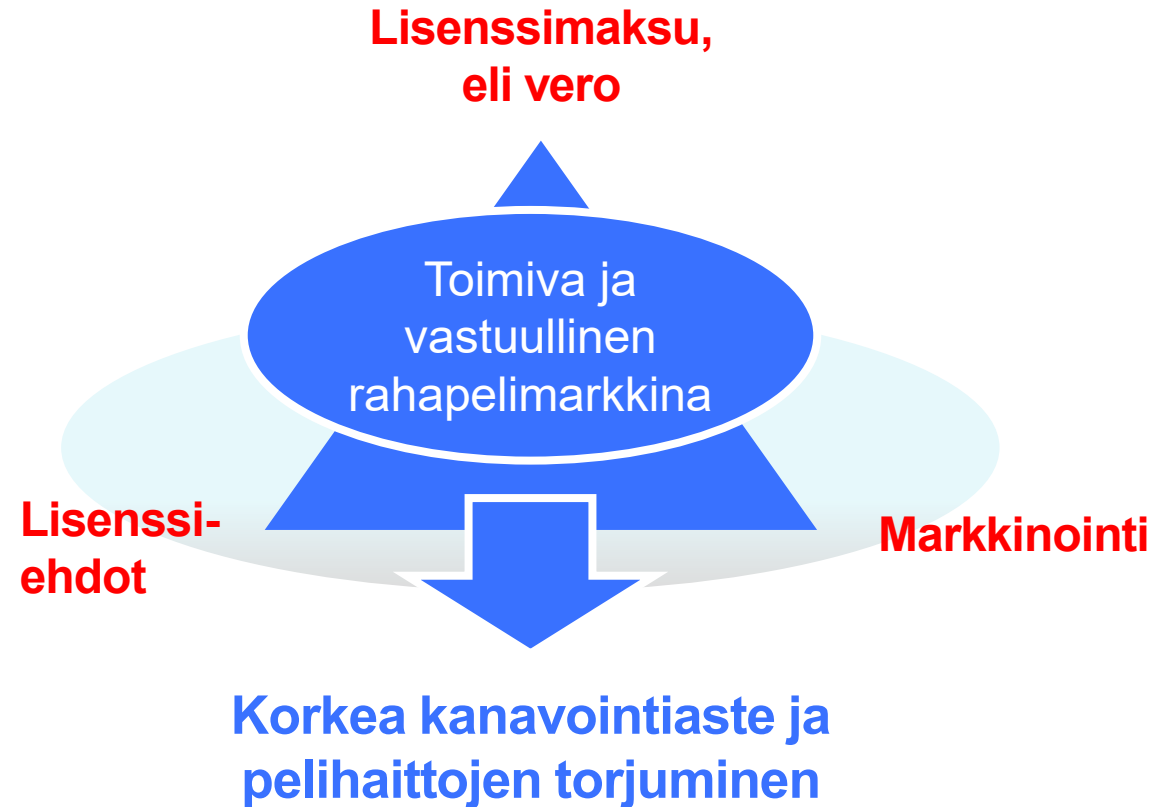 Lisenssimaksu,
eli vero
Toimiva ja
vastuullinen
rahapelimarkkina
Lisenssi-
ehdot
Markkinointi
Korkea kanavointiaste ja
pelihaittojen torjuminen